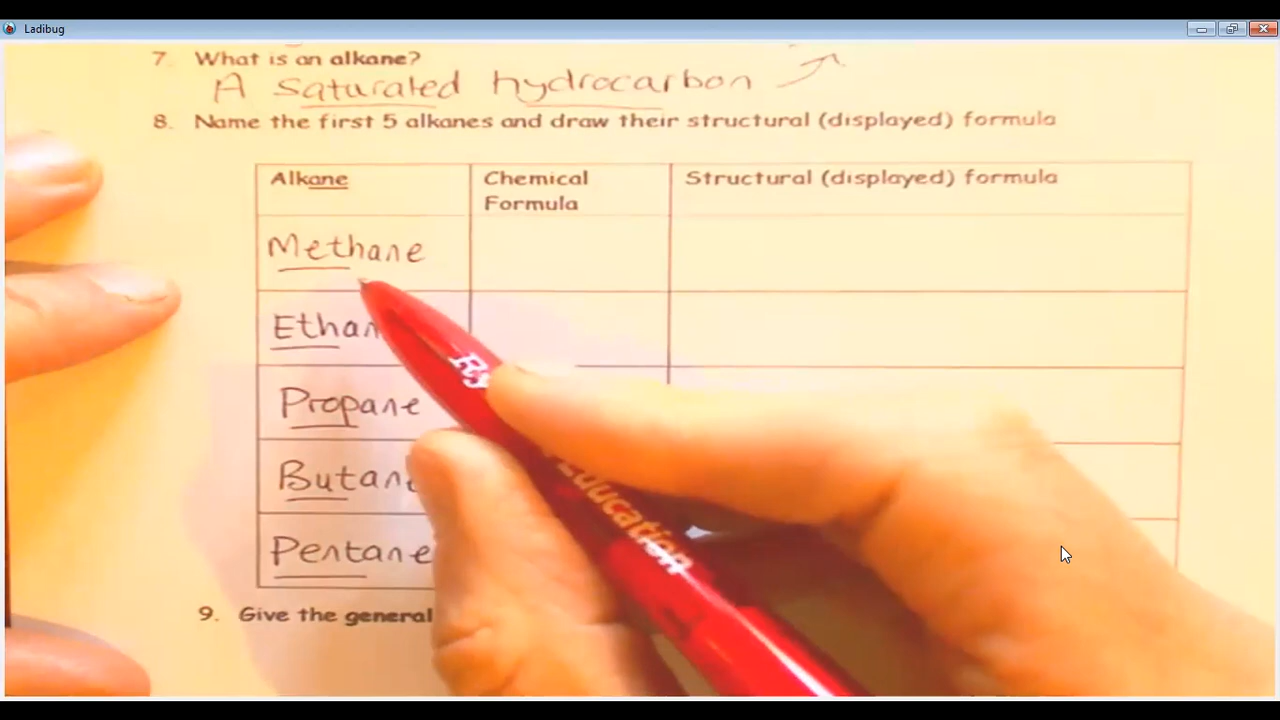 Ladibug
7. What is an alkane?
A saturated hydrocarbon
8. Name the first 5 alkanes and draw their structural (displayed) formula
Alkane
Chemical
Formula
Structural (displayed) formula
Methane
Propane
Pentane
9. Give the general
Education